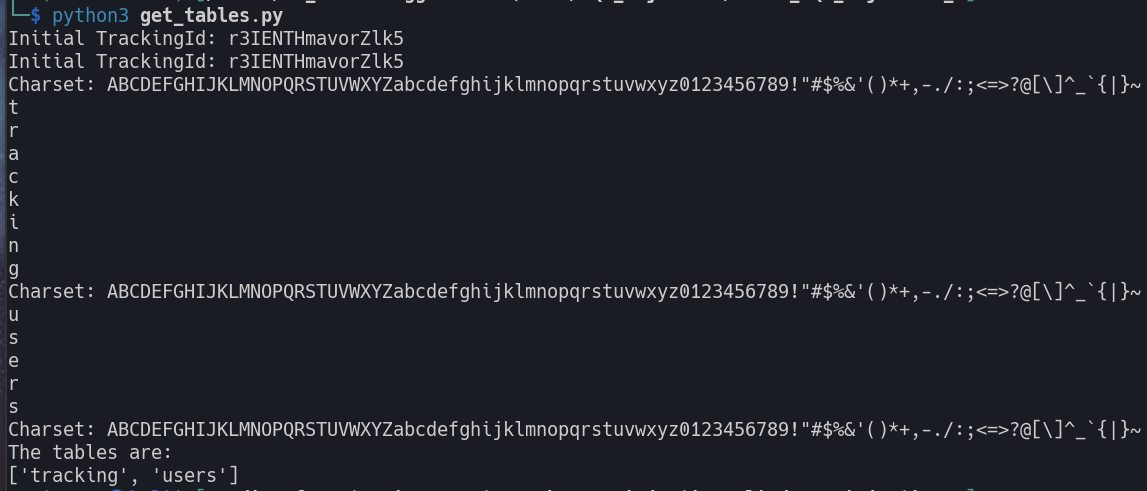 └─$ python3 get_tables.py
Initial TrackingId: r3IENTHmavorZlk5
Initial TrackingId: r3IENTHmavorZlk5
Charset: ABCDEFGHIJKLMNOPQRSTUVWXYZabcdefghijklmnopqrstuvwxyz0123456789!"#$%&'()*+,-./:;<=>?@[\]^_`{|}~
t
r
a
c
k
i
n
g
Charset: ABCDEFGHIJKLMNOPQRSTUVWXYZabcdefghijklmnopqrstuvwxyz0123456789!"#$%&'()*+,-./:;<=>?@[\]^_`{|}~
u
s
e
r
s
Charset: ABCDEFGHIJKLMNOPQRSTUVWXYZabcdefghijklmnopqrstuvwxyz0123456789!"#$%&'()*+,-./:;<=>?@[\]^_`{|}~
The tables are:
['tracking', 'users']